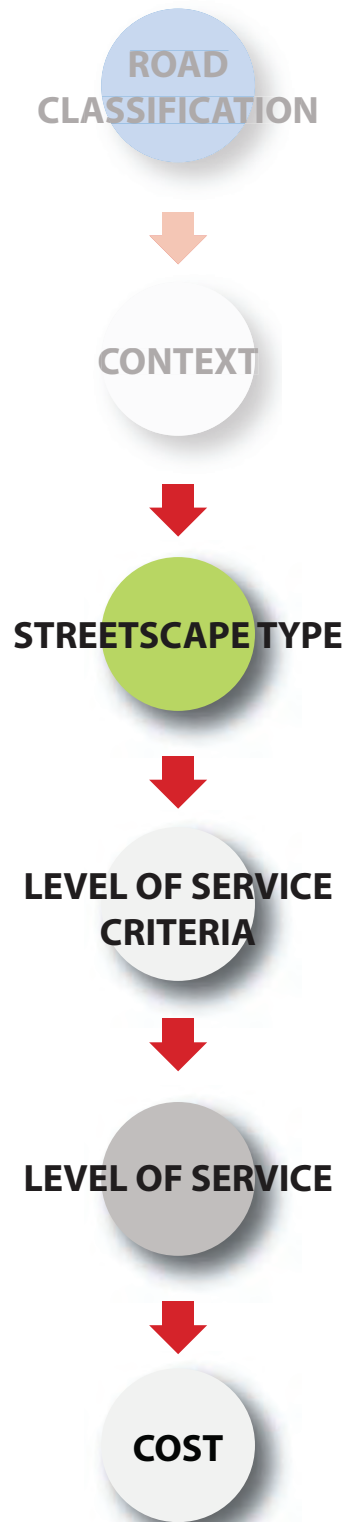 ROAD
CLASSIFICATION
CONTEXT
STREETSCAPE TYPE
LEVEL OF SERVICE
CRITERIA
LEVEL OF SERVICE
COST